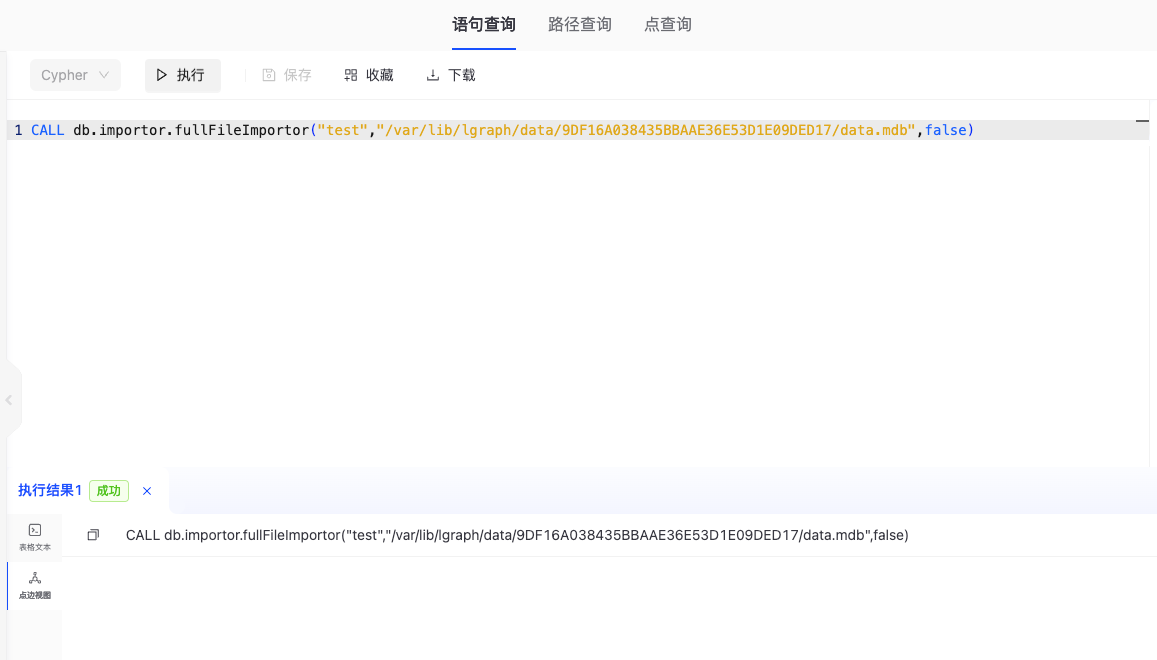 语句查询 路径查询 点查询
Cypher 执行 保存 收藏 下载
1 CALL db.importor.fullFileImportor("test","/var/lib/lgraph/data/9DF16A038435BBAAE36E53D1E09DED17/data.mdb",false)
执行结果1 成功 ×
表格文本
CALL db.importor.fullFileImportor("test","/var/lib/lgraph/data/9DF16A038435BBAAE36E53D1E09DED17/data.mdb",false)
点边视图